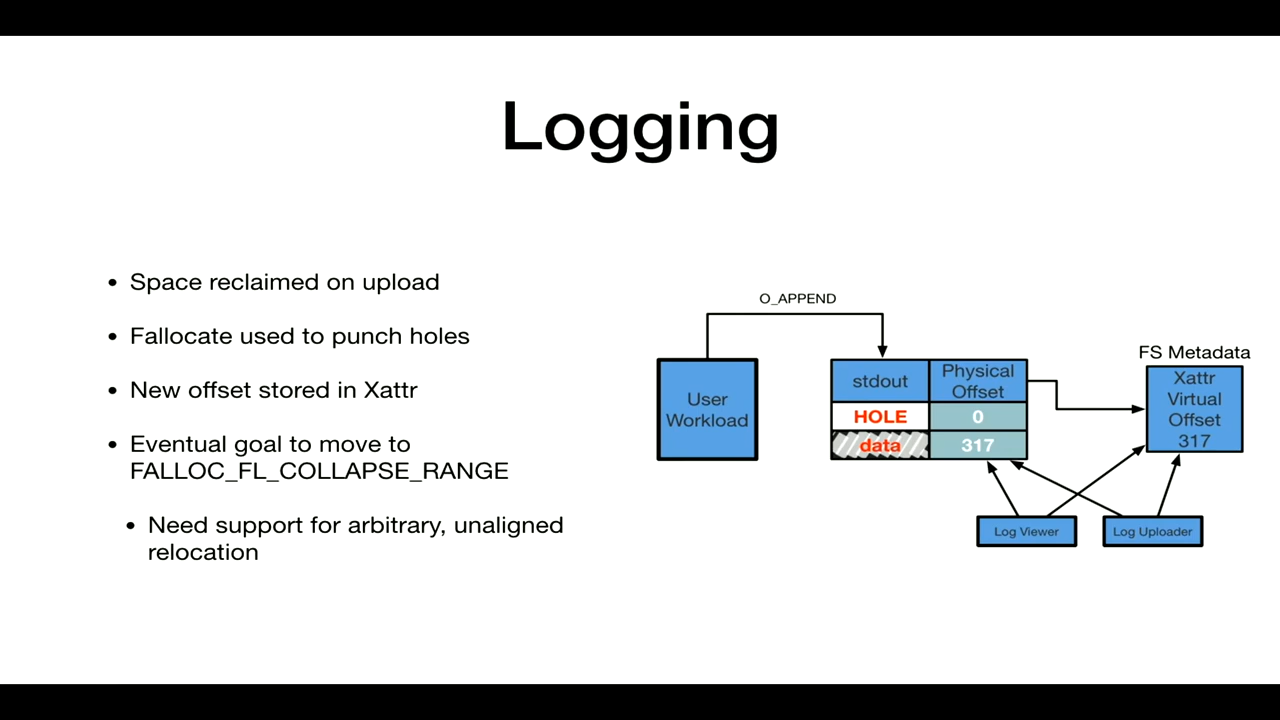 Logging
• Space reclaimed on upload
• Fallocate used to punch holes
• New offset stored in Xattr
• Eventual goal to move to
FALLOC_FL_COLLAPSE_RANGE
• Need support for arbitrary, unaligned
relocation
O_APPEND
User
Workload
stdout
Physical
Offset
HOLE
0
data
317
FS Metadata
Xattr
Virtual
Offset
317
Log Viewer
Log Uploader